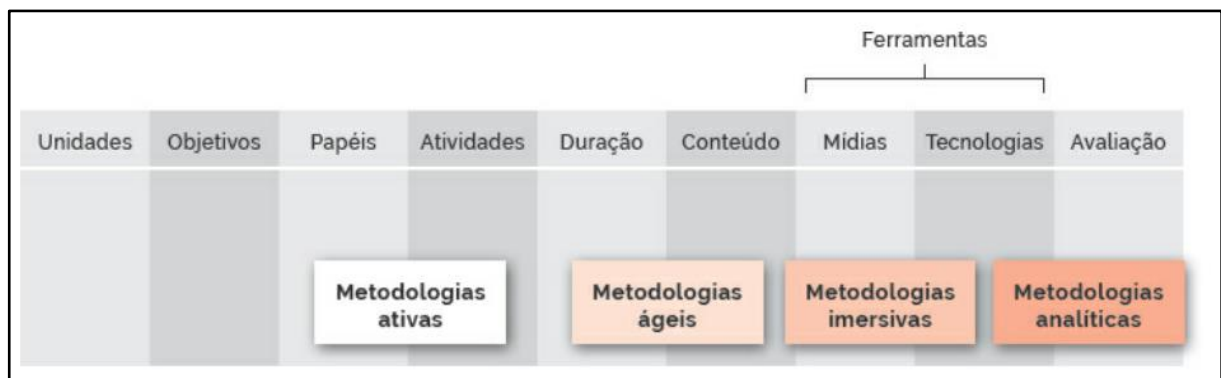 Ferramentas
Unidades Objetivos Papéis Atividades Duração Conteúdo Mídias Tecnologias Avaliação
Metodologias ativas
Metodologias ágeis
Metodologias imersivas
Metodologias analíticas